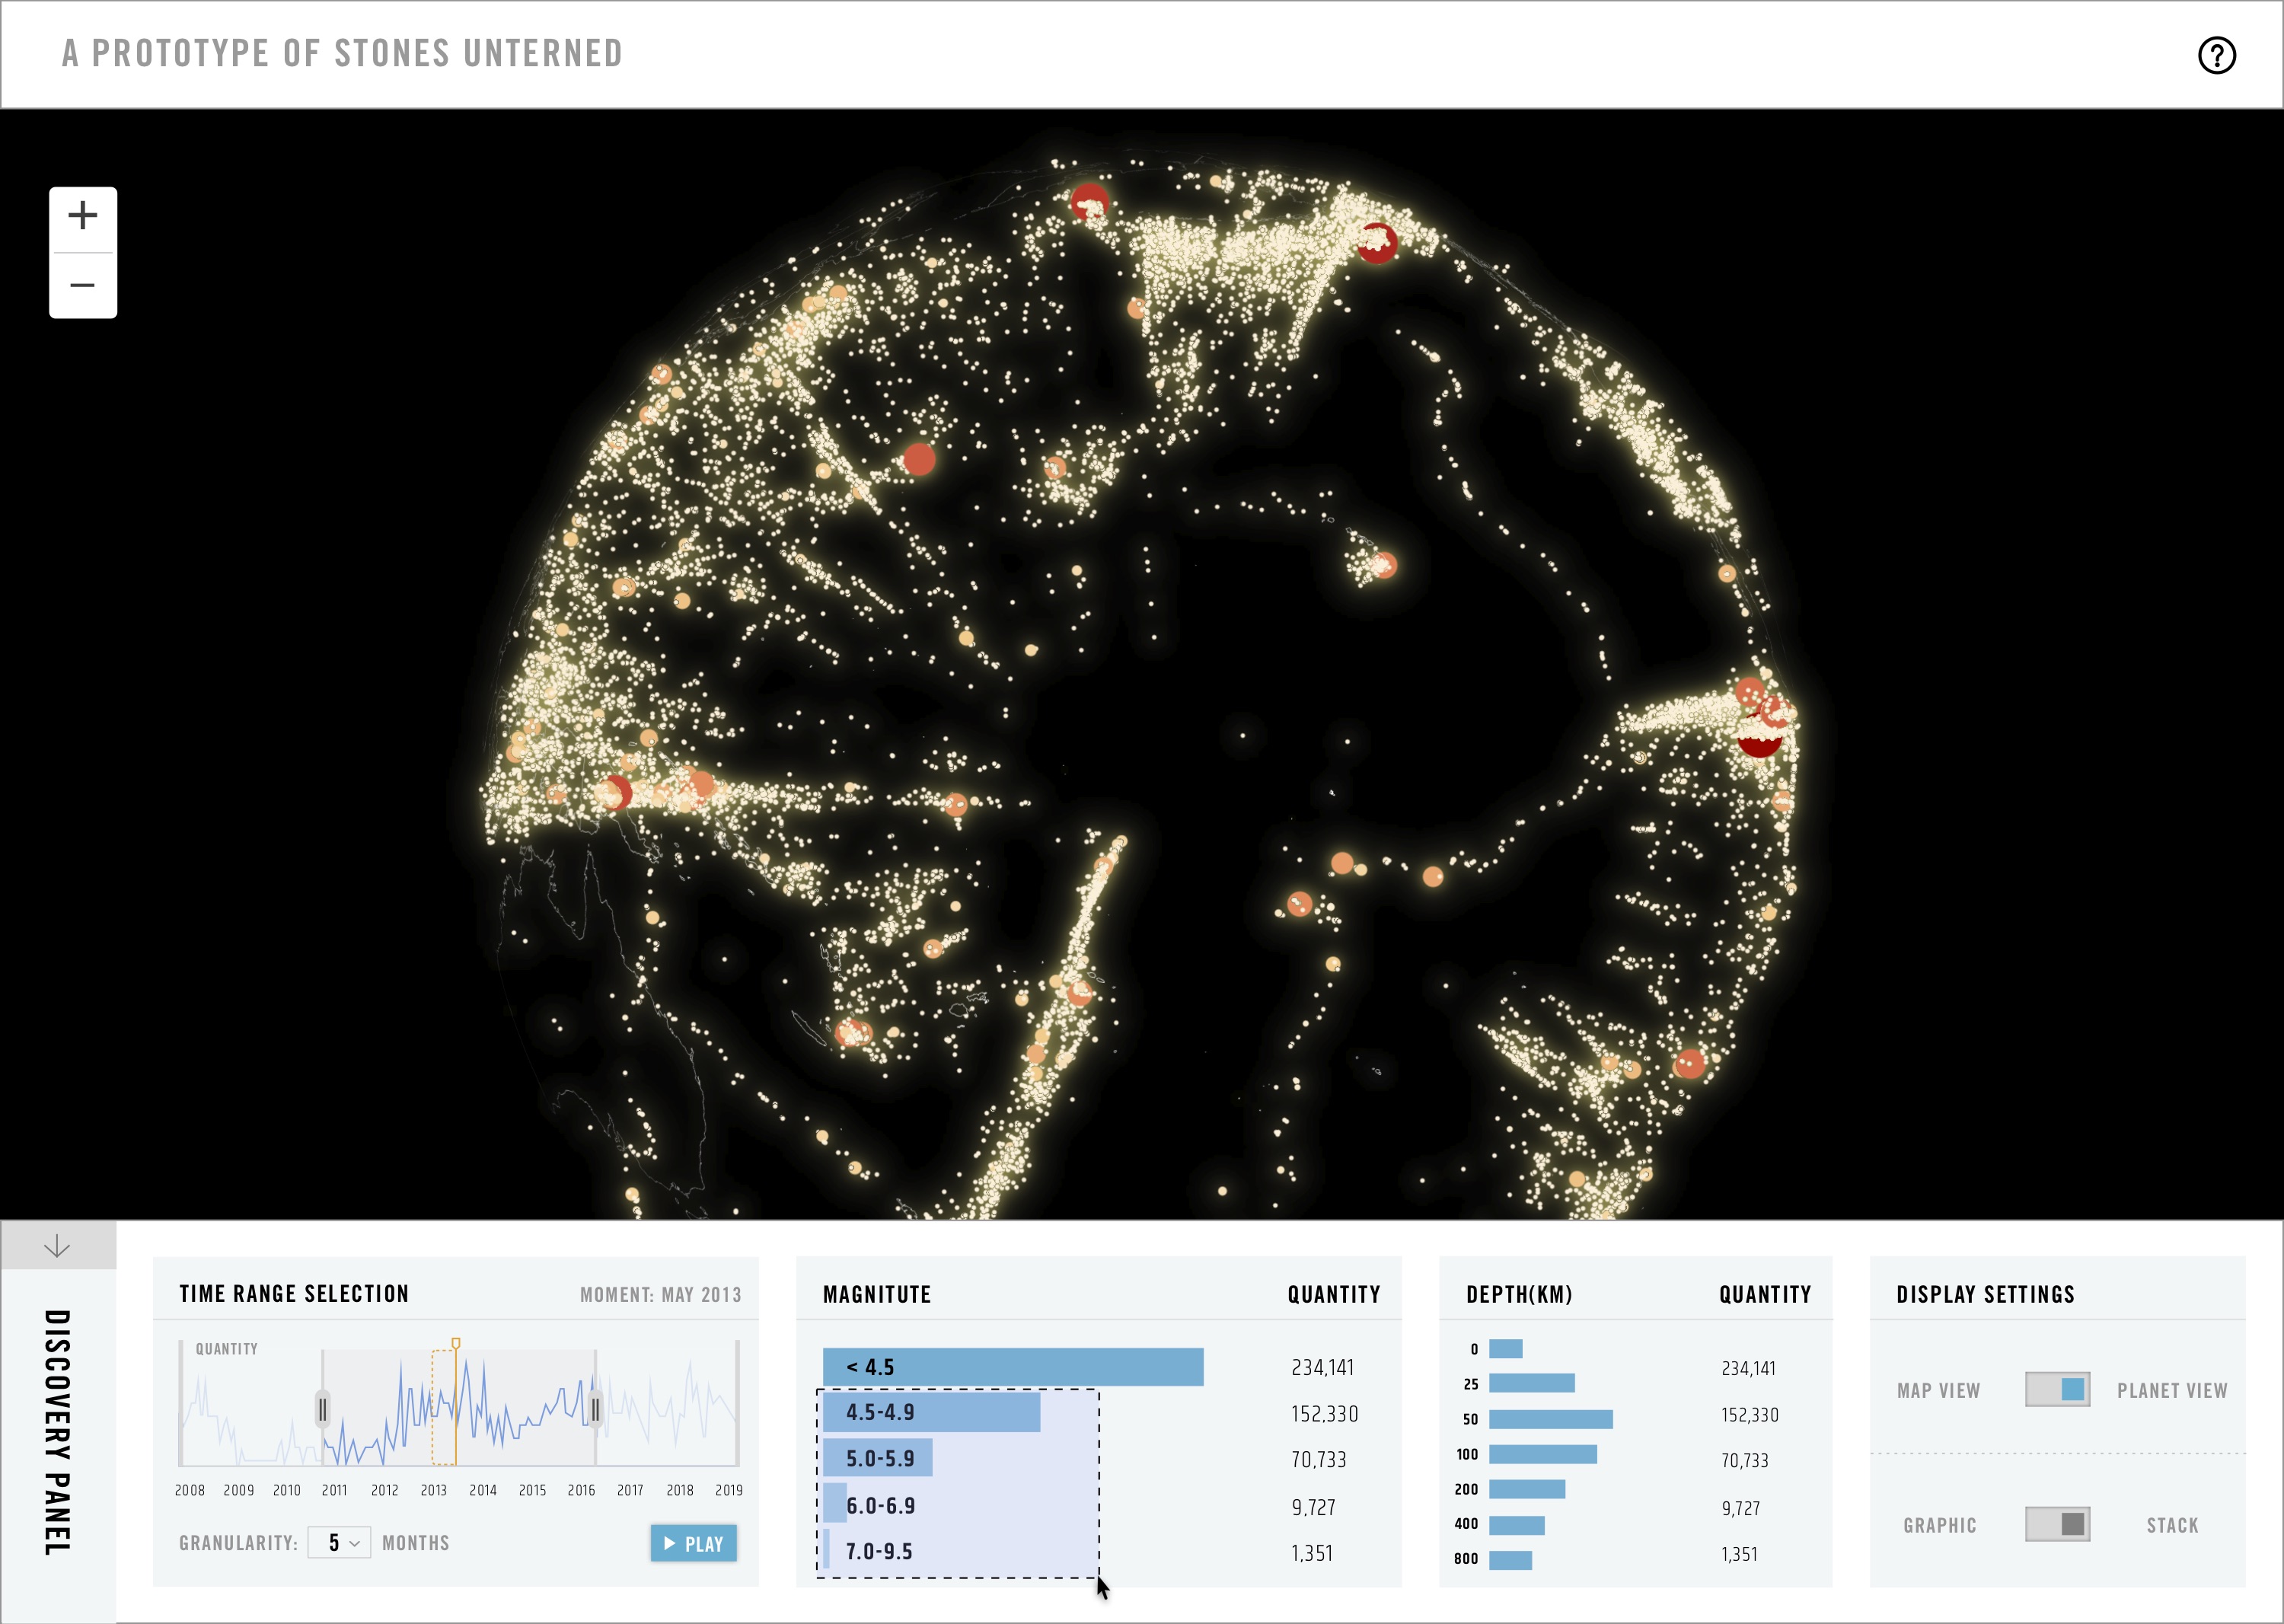 A PROTOTYPE OF STONES UNTERNED
?
+
−
DISCOVERY PANEL
TIME RANGE SELECTION
MOMENT: MAY 2013
QUANTITY
2008 2009 2010 2011 2012 2013 2014 2015 2016 2017 2018 2019
GRANULARITY: 5 MONTHS
PLAY
MAGNITUTE QUANTITY
< 4.5 234,141
4.5-4.9 152,330
5.0-5.9 70,733
6.0-6.9 9,727
7.0-9.5 1,351
DEPTH(KM) QUANTITY
0
234,141
25
152,330
50
70,733
100
9,727
200
1,351
400
800
DISPLAY SETTINGS
MAP VIEW PLANET VIEW
GRAPHIC STACK